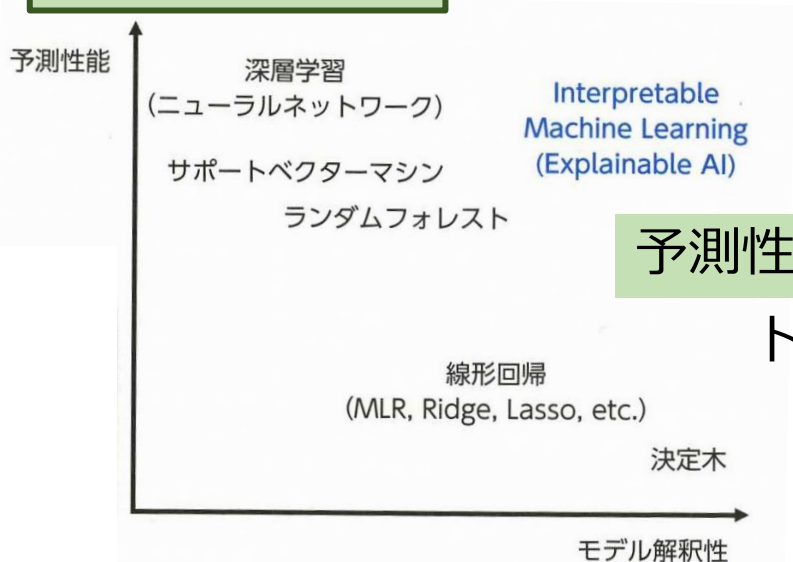 予測性能
深層学習
(ニューラルネットワーク)
Interpretable
Machine Learning
(Explainable AI)
サポートベクターマシン
ランダムフォレスト
予測性
ト
線形回帰
(MLR, Ridge, Lasso, etc.)
決定木
モデル解釈性